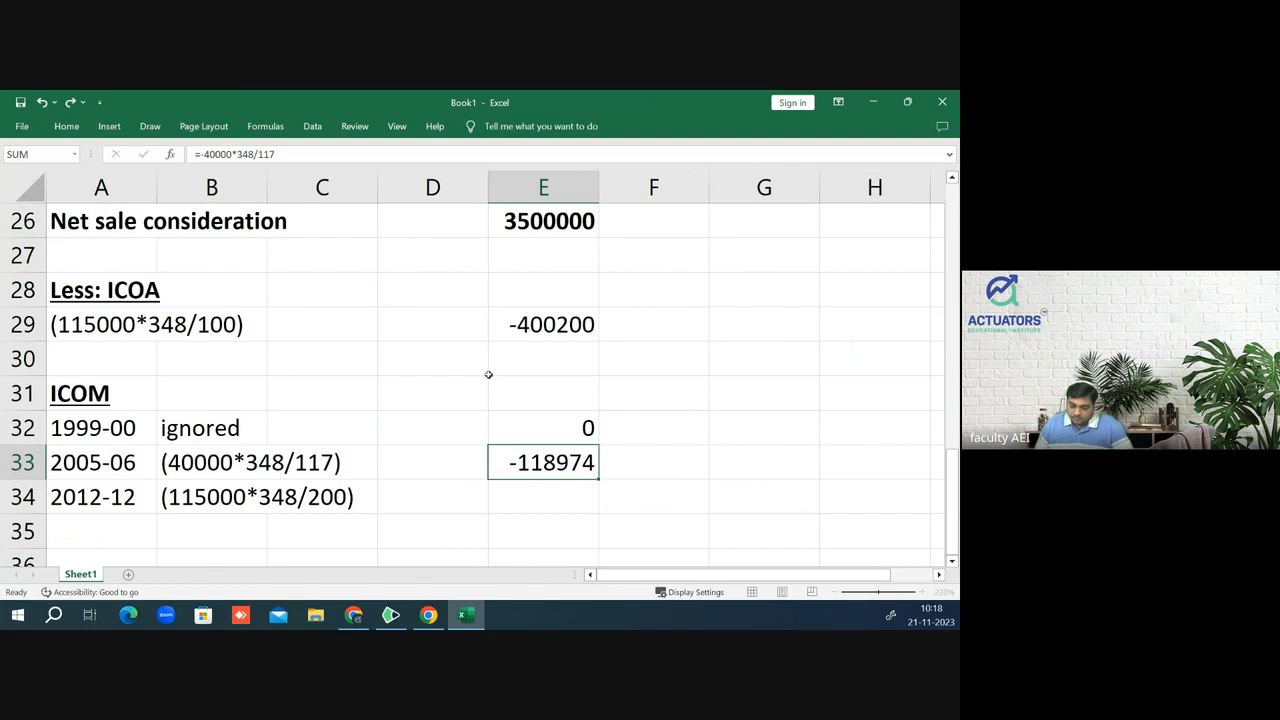 Book1 - Excel
Sign in
File Home Insert Draw Page Layout Formulas Data Review View Help Tell me what you want to do
SUM fx =-40000*348/117
A B C D E F G H
26 Net sale consideration 3500000
27
28 Less: ICOA
29 (115000*348/100) -400200
30
31 ICOM
32 1999-00 ignored 0
33 2005-06 (40000*348/117) -118974
34 2012-12 (115000*348/200)
35
36
Sheet1
Ready Accessibility: Good to go Display Settings 230%
zoom
10:18
21-11-2023
ACTUATORS
EDUCATIONAL INSTITUTE
faculty AEI